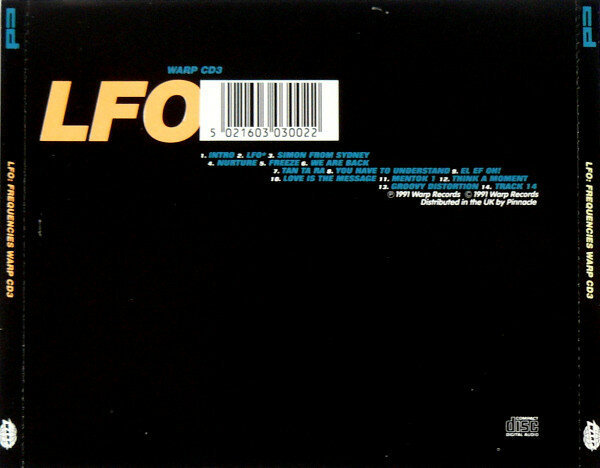 cd
WARP CD3
LFO
5 021603 030022
1. INTRO 2. LFO* 3. SIMON FROM SYDNEY
4. NURTURE 5. FREEZE 6. WE ARE BACK
7. TAN TA RA 8. YOU HAVE TO UNDERSTAND 9. EL EF OH!
10. LOVE IS THE MESSAGE 11. MENTOK 1 12. THINK A MOMENT
13. GROOVY DISTORTION 14. TRACK 14
℗ 1991 Warp Records © 1991 Warp Records
Distributed in the UK by Pinnacle
COMPACT
disc
DIGITAL AUDIO
LFO: FREQUENCIES WARP CD3
cd
LFO: FREQUENCIES WARP CD3